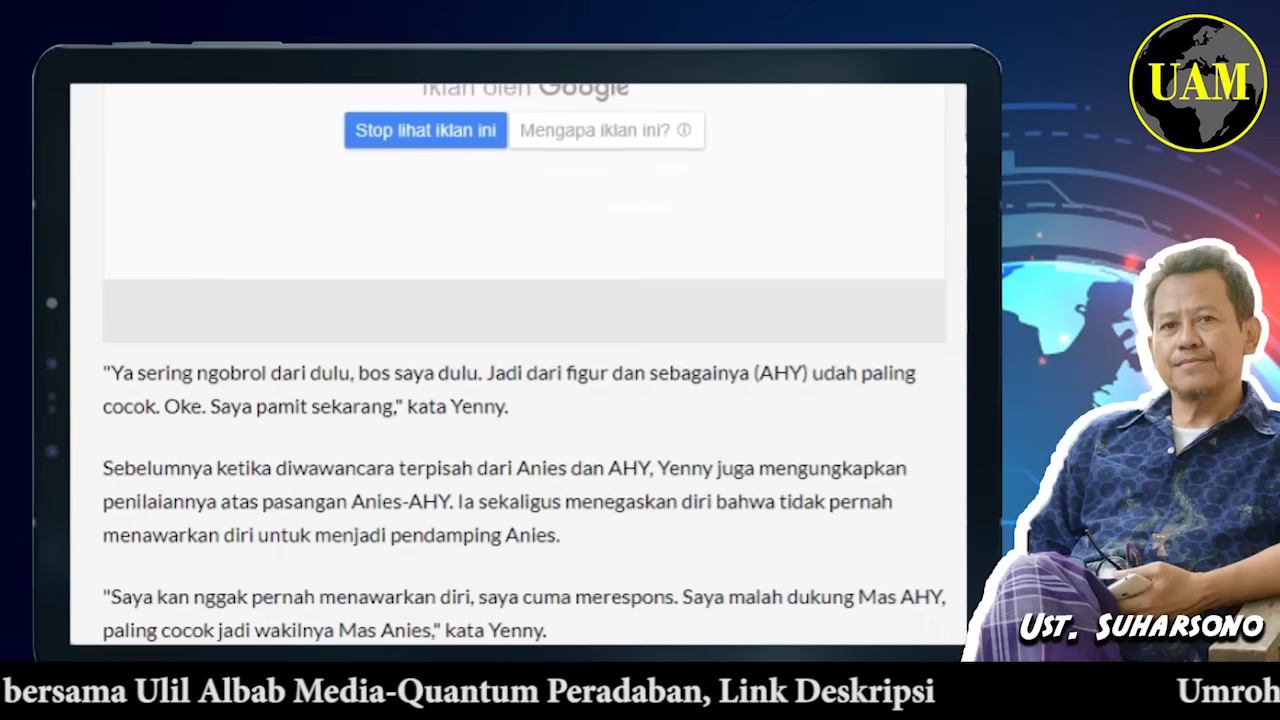 Iklan oleh Google
Stop lihat iklan ini
Mengapa iklan ini?
UAM
"Ya sering ngobrol dari dulu, bos saya dulu. Jadi dari figur dan sebagainya (AHY) udah paling
cocok. Oke. Saya pamit sekarang," kata Yenny.
Sebelumnya ketika diwawancara terpisah dari Anies dan AHY, Yenny juga mengungkapkan
penilaiannya atas pasangan Anies-AHY. Ia sekaligus menegaskan diri bahwa tidak pernah
menawarkan diri untuk menjadi pendamping Anies.
"Saya kan nggak pernah menawarkan diri, saya cuma merespons. Saya malah dukung Mas AHY,
paling cocok jadi wakilnya Mas Anies," kata Yenny.
Ust. Suharsono
bersama Ulil Albab Media-Quantum Peradaban, Link Deskripsi
Umroh